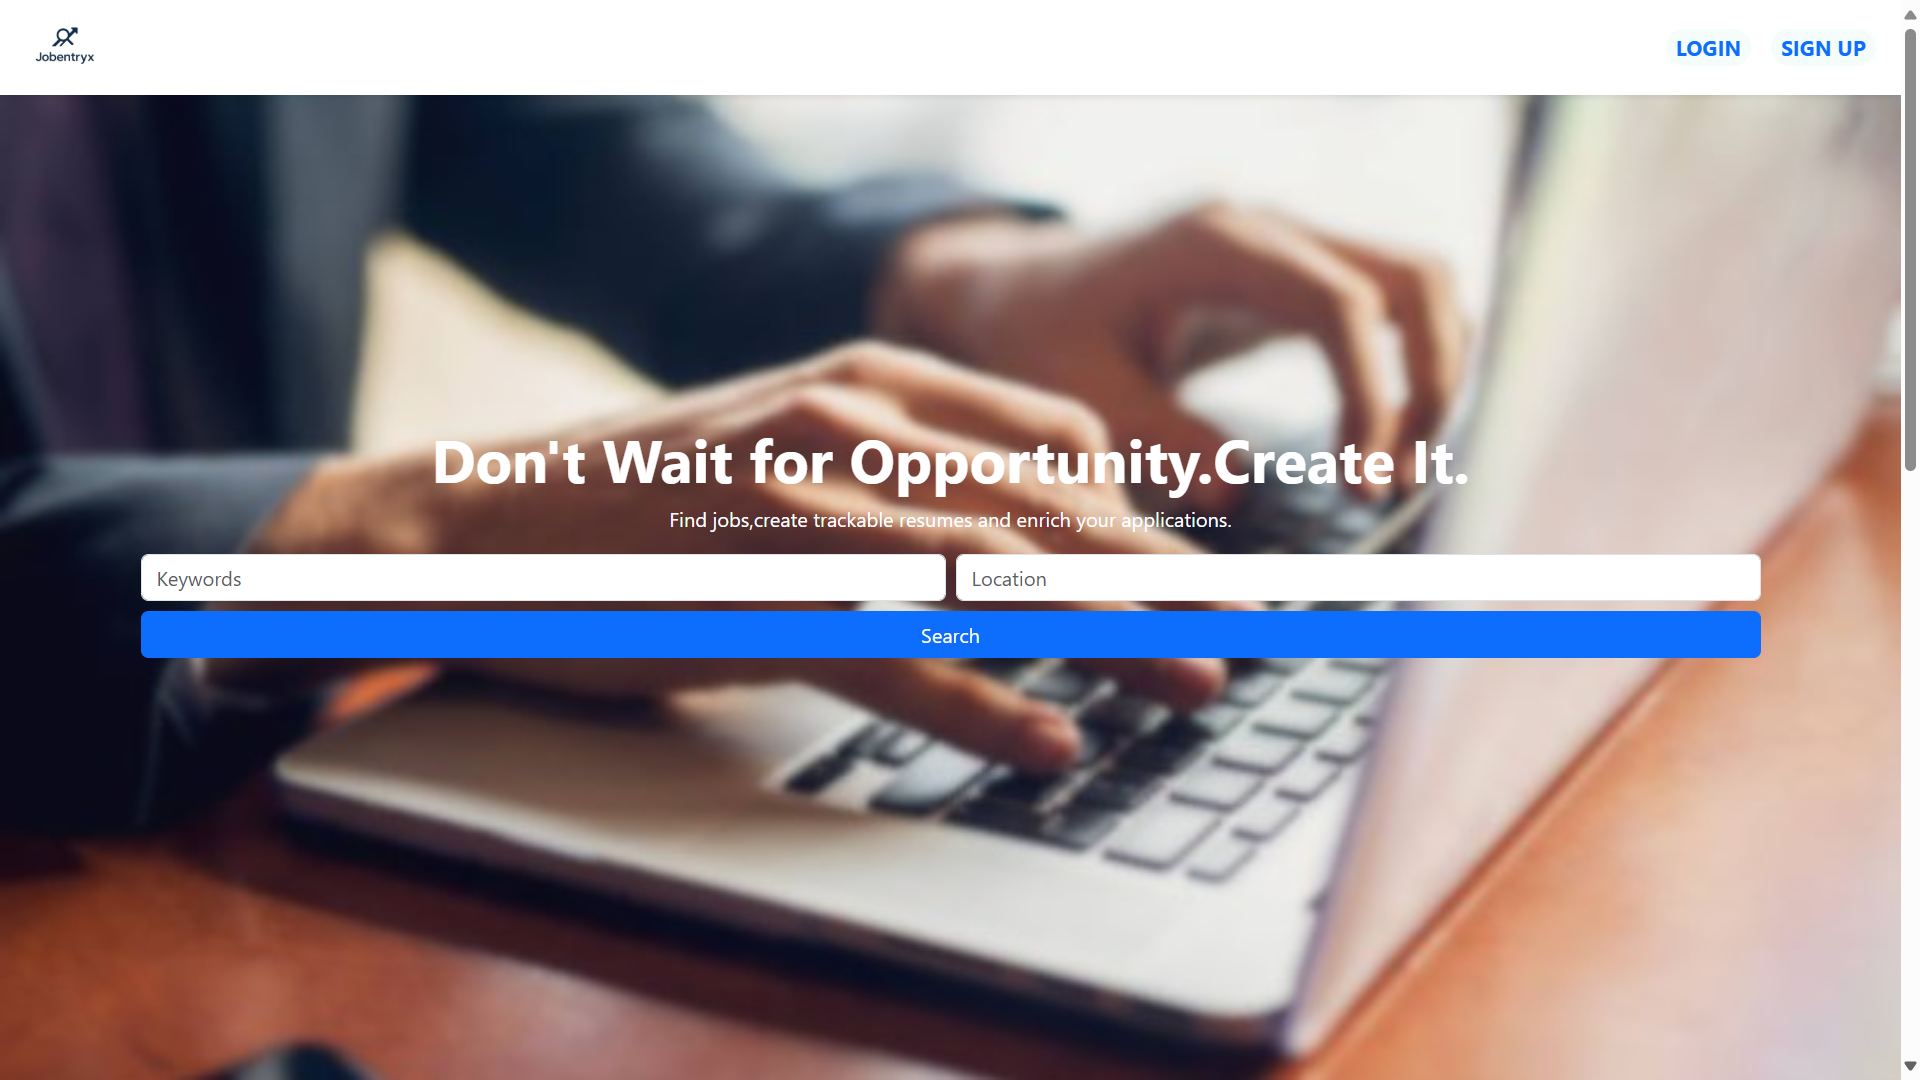 Jobentryx
LOGIN
SIGN UP
Don't Wait for Opportunity.Create It.
Find jobs,create trackable resumes and enrich your applications.
Keywords
Location
Search